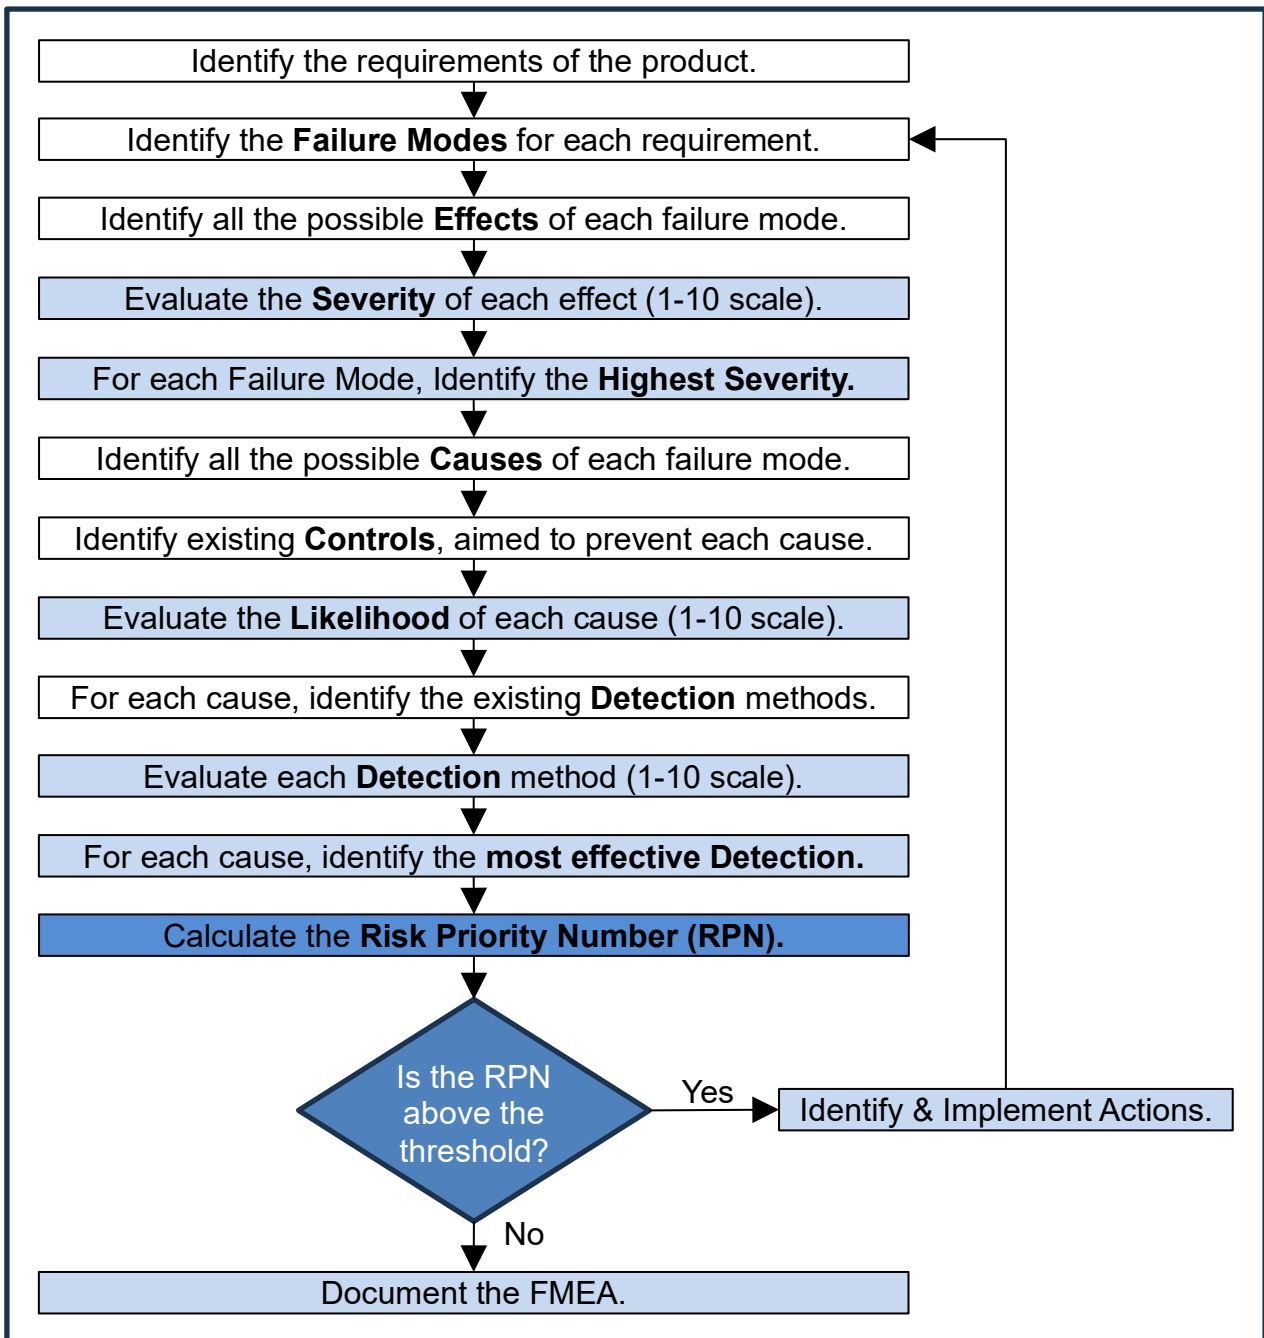 Identify the requirements of the product.
Identify the Failure Modes for each requirement.
Identify all the possible Effects of each failure mode.
Evaluate the Severity of each effect (1-10 scale).
For each Failure Mode, Identify the Highest Severity.
Identify all the possible Causes of each failure mode.
Identify existing Controls, aimed to prevent each cause.
Evaluate the Likelihood of each cause (1-10 scale).
For each cause, identify the existing Detection methods.
Evaluate each Detection method (1-10 scale).
For each cause, identify the most effective Detection.
Calculate the Risk Priority Number (RPN).
Is the RPN
above the
threshold?
Yes
Identify & Implement Actions.
No
Document the FMEA.